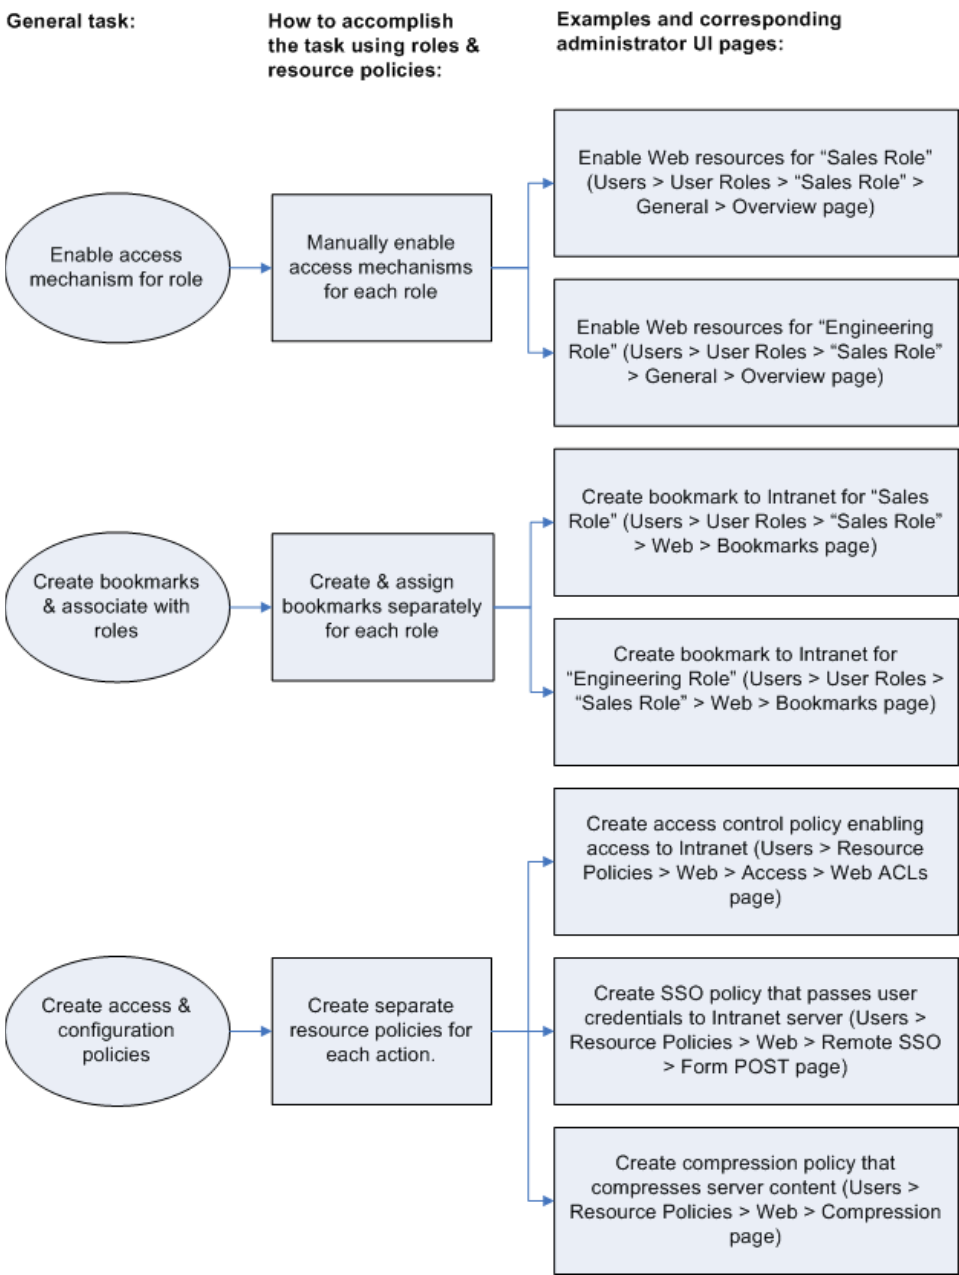 General task:
How to accomplish
the task using roles &
resource policies:
Examples and corresponding
administrator UI pages:
Enable access
mechanism for role
Manually enable
access mechanisms
for each role
Enable Web resources for “Sales Role”
(Users > User Roles > “Sales Role” >
General > Overview page)
Enable Web resources for “Engineering
Role” (Users > User Roles > “Sales Role”
> General > Overview page)
Create bookmarks
& associate with
roles
Create & assign
bookmarks separately
for each role
Create bookmark to Intranet for “Sales
Role” (Users > User Roles > “Sales Role”
> Web > Bookmarks page)
Create bookmark to Intranet for
“Engineering Role” (Users > User Roles >
“Sales Role” > Web > Bookmarks page)
Create access &
configuration
policies
Create separate
resource policies for
each action.
Create access control policy enabling
access to Intranet (Users > Resource
Policies > Web > Access > Web ACLs
page)
Create SSO policy that passes user
credentials to Intranet server (Users >
Resource Policies > Web > Remote SSO
> Form POST page)
Create compression policy that
compresses server content (Users >
Resource Policies > Web > Compression
page)